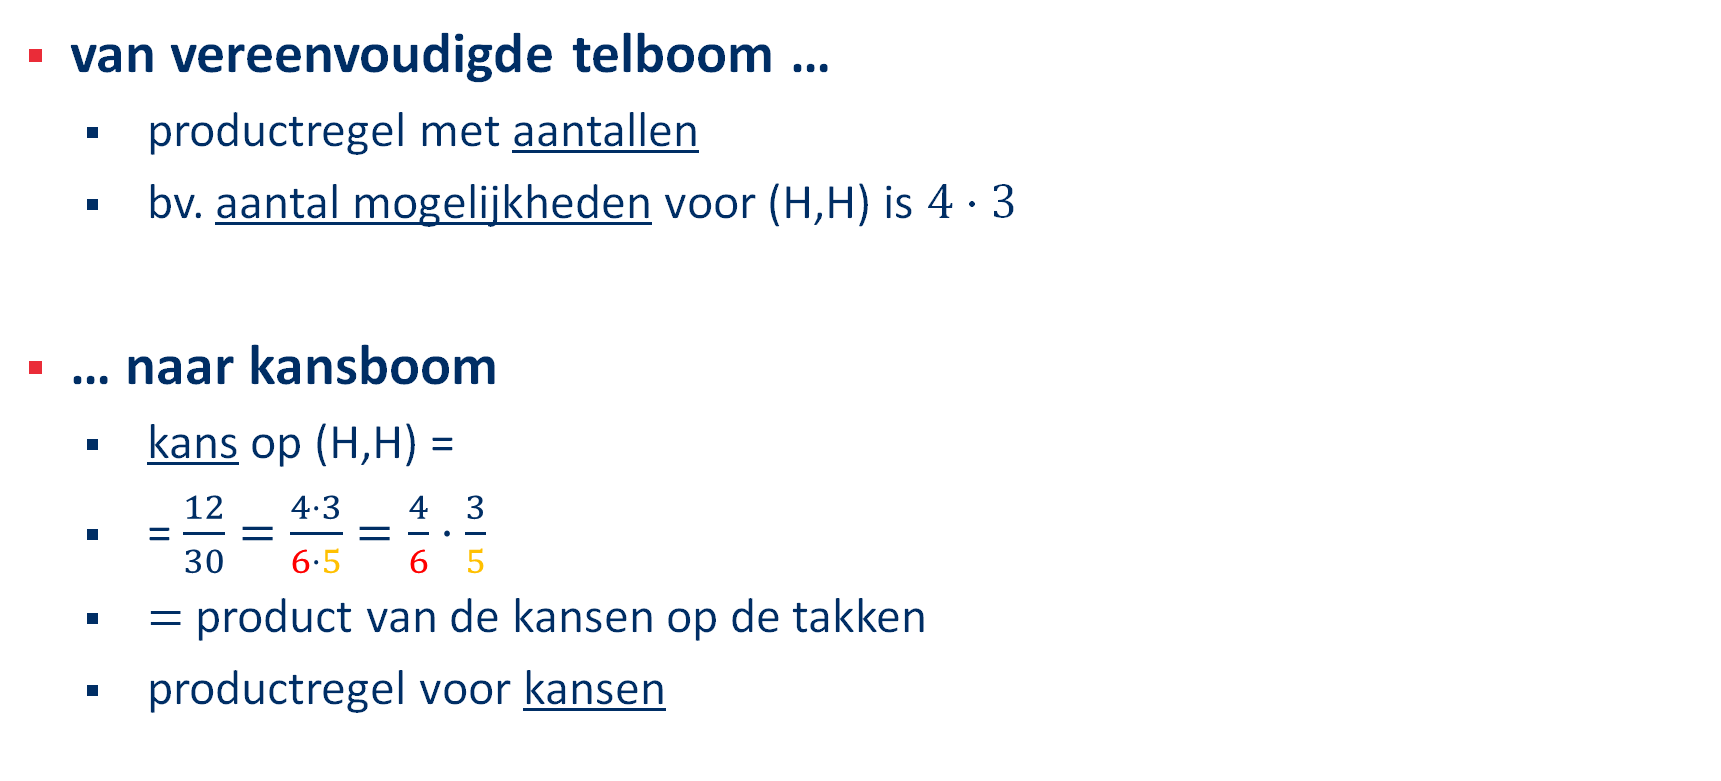 van vereenvoudigde telboom ...
productregel met aantallen
bv. aantal mogelijkheden voor (H,H) is 4 · 3
... naar kansboom
kans op (H,H) =
= 12/30 = 4·3/6·5 = 4/6 · 3/5
= product van de kansen op de takken
productregel voor kansen